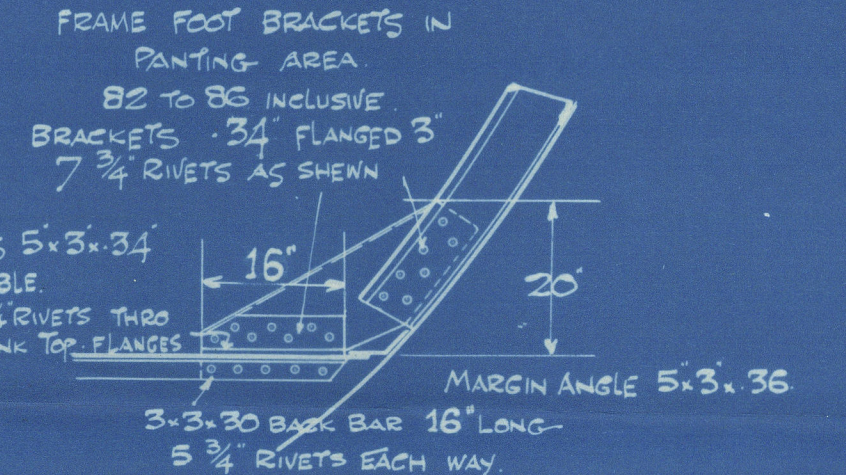 FRAME FOOT BRACKETS IN
PANTING AREA.
82 TO 86 INCLUSIVE.
BRACKETS .34" FLANGED 3"
7 3/4" RIVETS AS SHEWN
5"x3"x.34"
16"
20"
RIVETS THRO
TOP FLANGES
MARGIN ANGLE 5"x3"x.36.
3x3x30 BACK BAR 16" LONG
5 3/4" RIVETS EACH WAY.